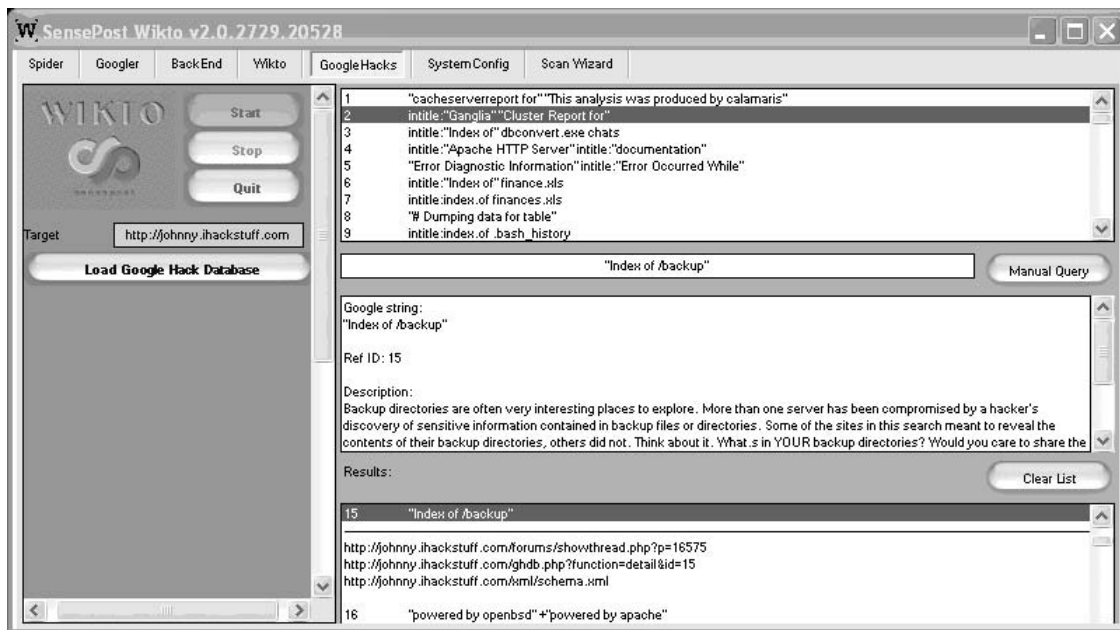 W SensePost Wikto v2.0.2729.20528
Spider Googler BackEnd Wikto GoogleHacks SystemConfig Scan Wizard
WIKTO
Start
Stop
Quit
Target http://johnny.ihackstuff.com
Load Google Hack Database
1 "cacheserverreport for" "This analysis was produced by calamaris"
2 intitle:"Ganglia" "Cluster Report for"
3 intitle:"Index of" dbconvert.exe chats
4 intitle:"Apache HTTP Server" intitle:"documentation"
5 "Error Diagnostic Information" intitle:"Error Occurred While"
6 intitle:"Index of" finance.xls
7 intitle:index.of finances.xls
8 "# Dumping data for table"
9 intitle:index.of .bash_history
"Index of /backup"
Manual Query
Google string:
"Index of /backup"
Ref ID: 15
Description:
Backup directories are often very interesting places to explore. More than one server has been compromised by a hacker's
discovery of sensitive information contained in backup files or directories. Some of the sites in this search meant to reveal the
contents of their backup directories, others did not. Think about it. What.s in YOUR backup directories? Would you care to share the
Results:
Clear List
15 "Index of /backup"
http://johnny.ihackstuff.com/forums/showthread.php?p=16575
http://johnny.ihackstuff.com/ghdb.php?function=detail&id=15
http://johnny.ihackstuff.com/xml/schema.xml
16 "powered by openbsd" +"powered by apache"